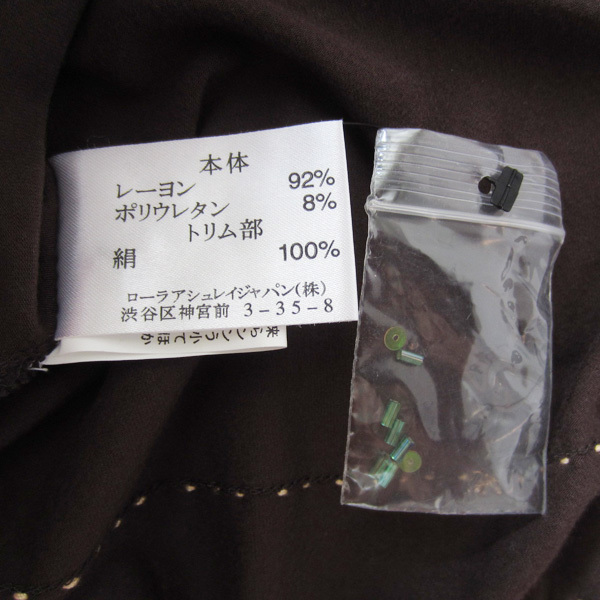 本体
レーヨン 92%
ポリウレタン 8%
トリム部
絹 100%
ローラアシュレイジャパン(株)
渋谷区神宮前 3-35-8